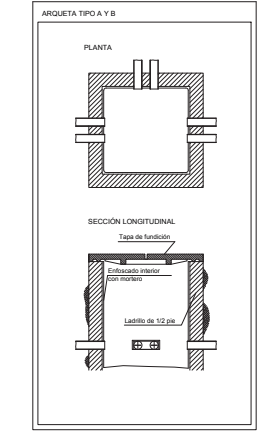 ARQUETA TIPO A Y B
PLANTA
SECCIÓN LONGITUDINAL
Tapa de fundición
Enfoscado interior
con mortero
Ladrillo de 1/2 pie